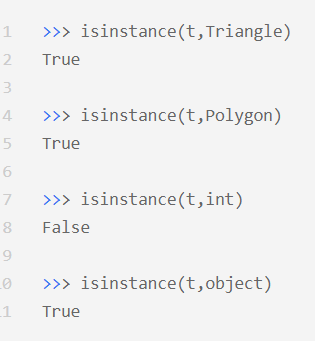 1 >>> isinstance(t,Triangle)
2 True
3
4 >>> isinstance(t,Polygon)
5 True
6
7 >>> isinstance(t,int)
8 False
9
0 >>> isinstance(t,object)
1 True